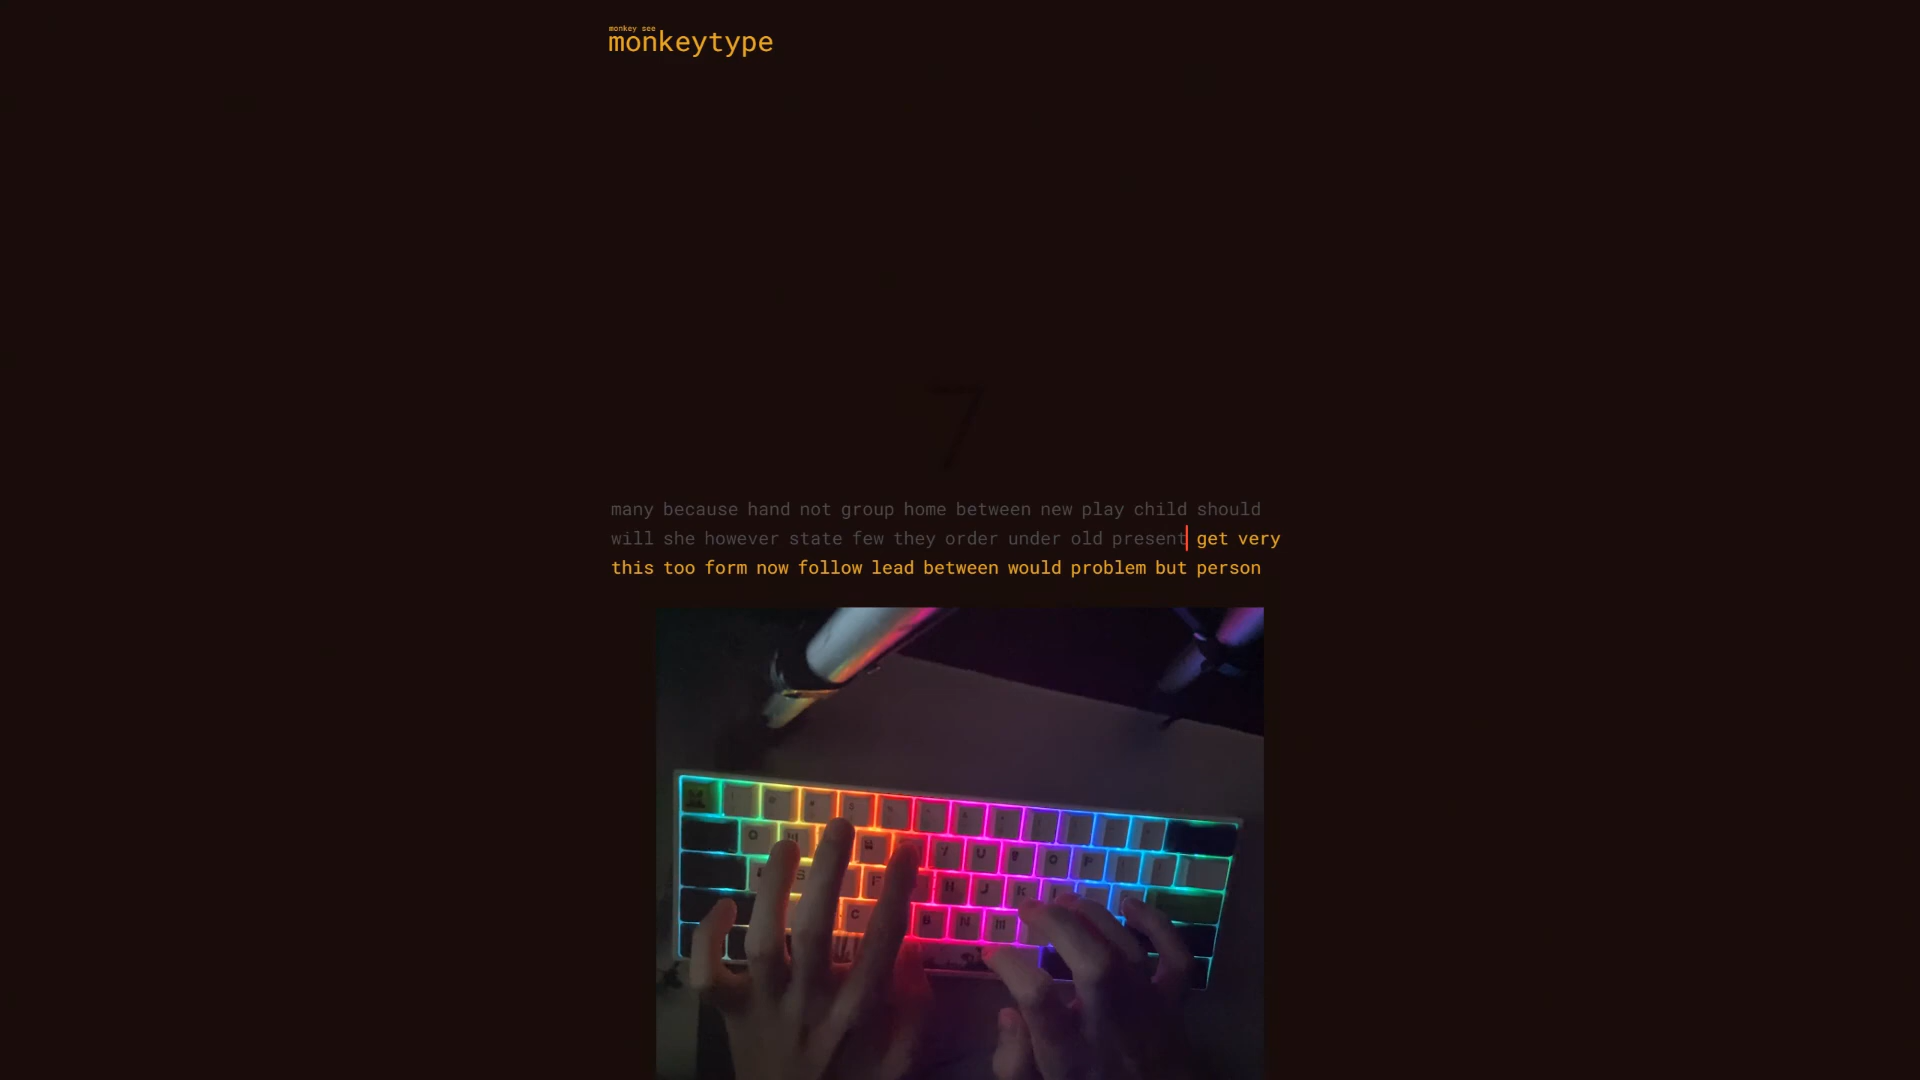 monkey see
monkeytype
7
many because hand not group home between new play child should
will she however state few they order under old present get very
this too form now follow lead between would problem but person
Y U O P
S F N J K
C B N M